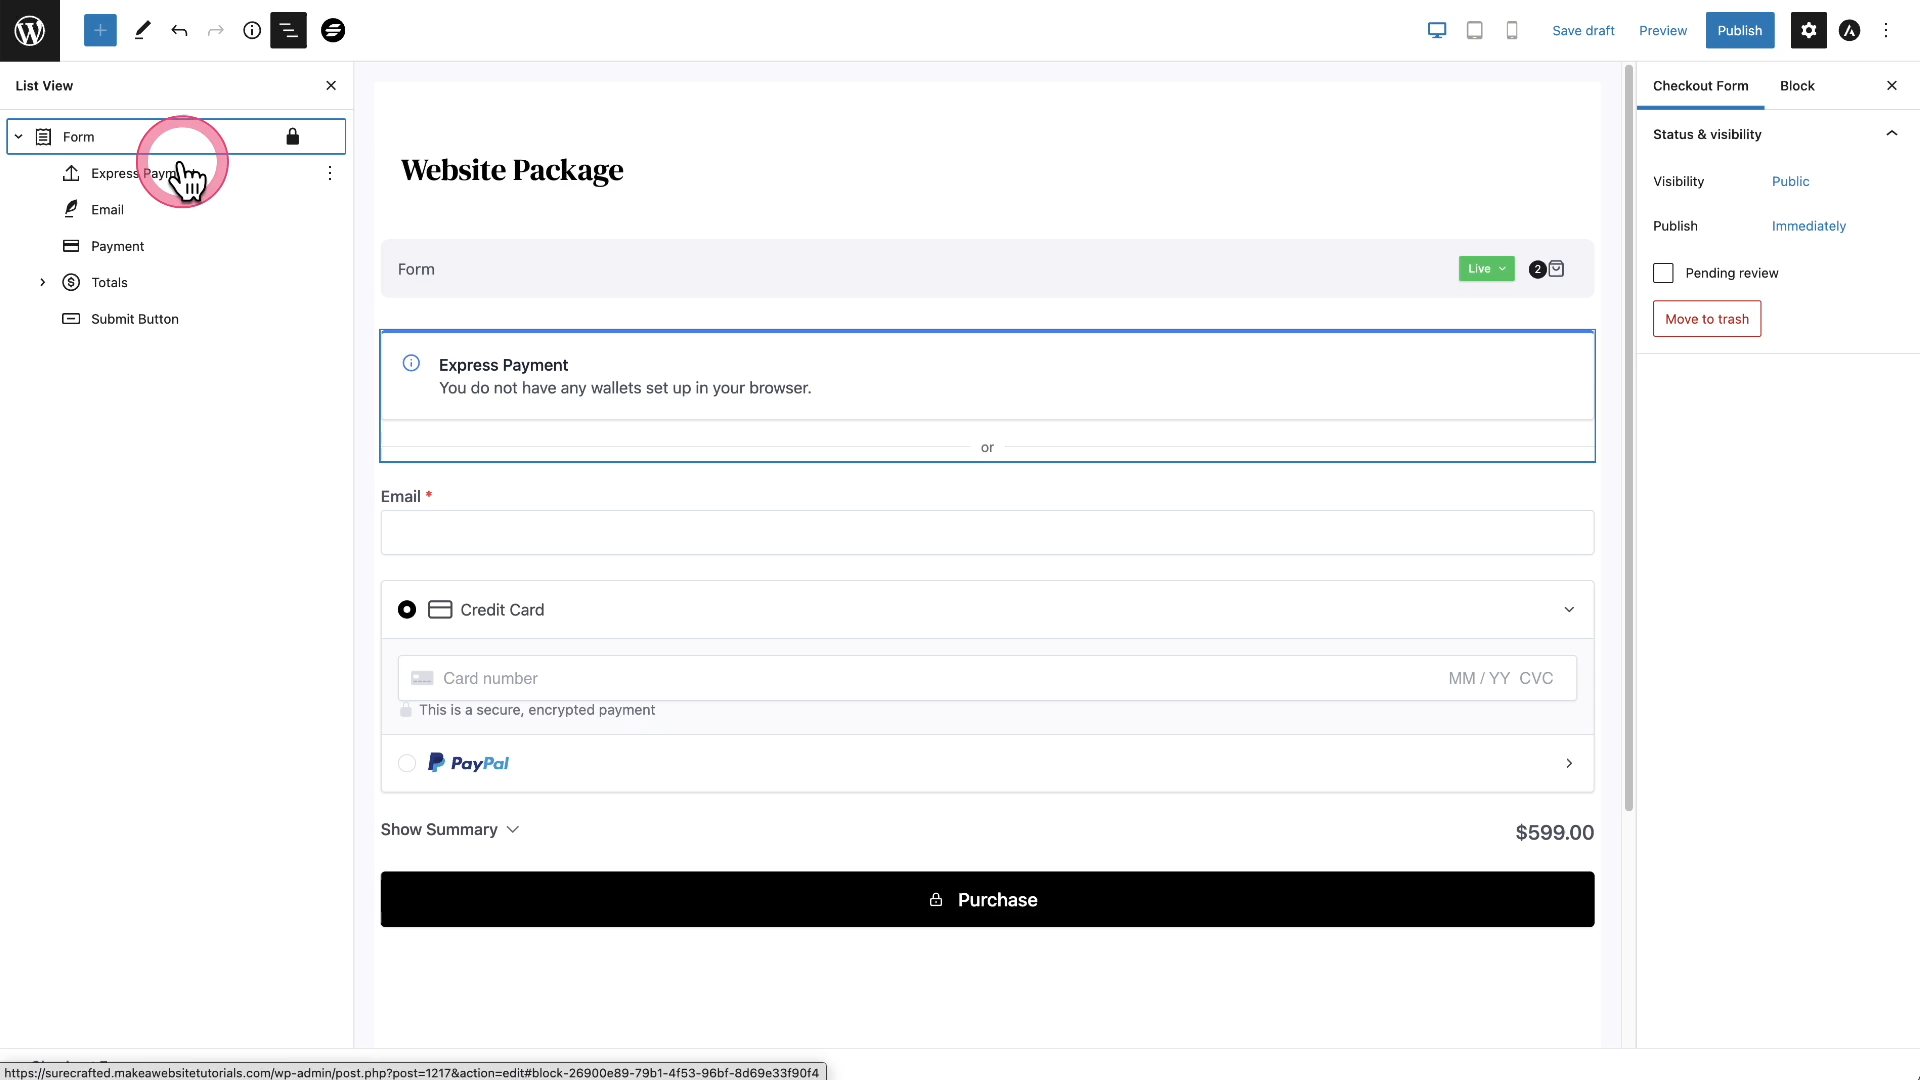 Save draft
Preview
Publish
List View
Form
Express Paym
Email
Payment
Totals
Submit Button
Website Package
Form
Live
2
Express Payment
You do not have any wallets set up in your browser.
or
Email *
Credit Card
Card number
MM / YY CVC
This is a secure, encrypted payment
PayPal
Show Summary
$599.00
Purchase
Checkout Form
Block
Status & visibility
Visibility
Public
Publish
Immediately
Pending review
Move to trash
https://surecrafted.makeawebsitetutorials.com/wp-admin/post.php?post=1217&action=edit#block-26900e89-79b1-4f53-96bf-8d69e33f90f4